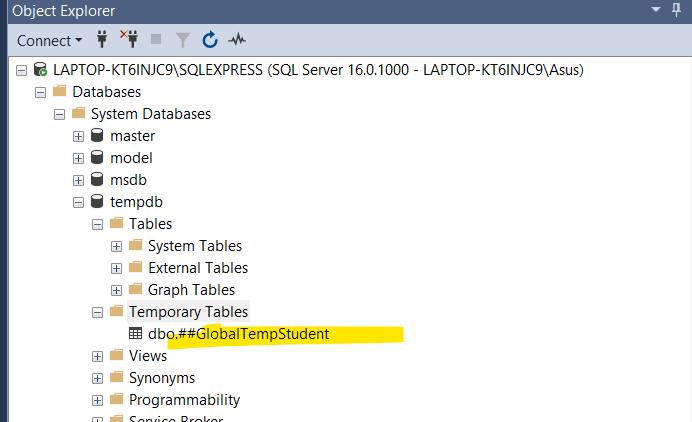 Object Explorer
Connect
LAPTOP-KT6INJC9\SQLEXPRESS (SQL Server 16.0.1000 - LAPTOP-KT6INJC9\Asus)
Databases
System Databases
master
model
msdb
tempdb
Tables
System Tables
External Tables
Graph Tables
Temporary Tables
dbo.##GlobalTempStudent
Views
Synonyms
Programmability
Service Broker